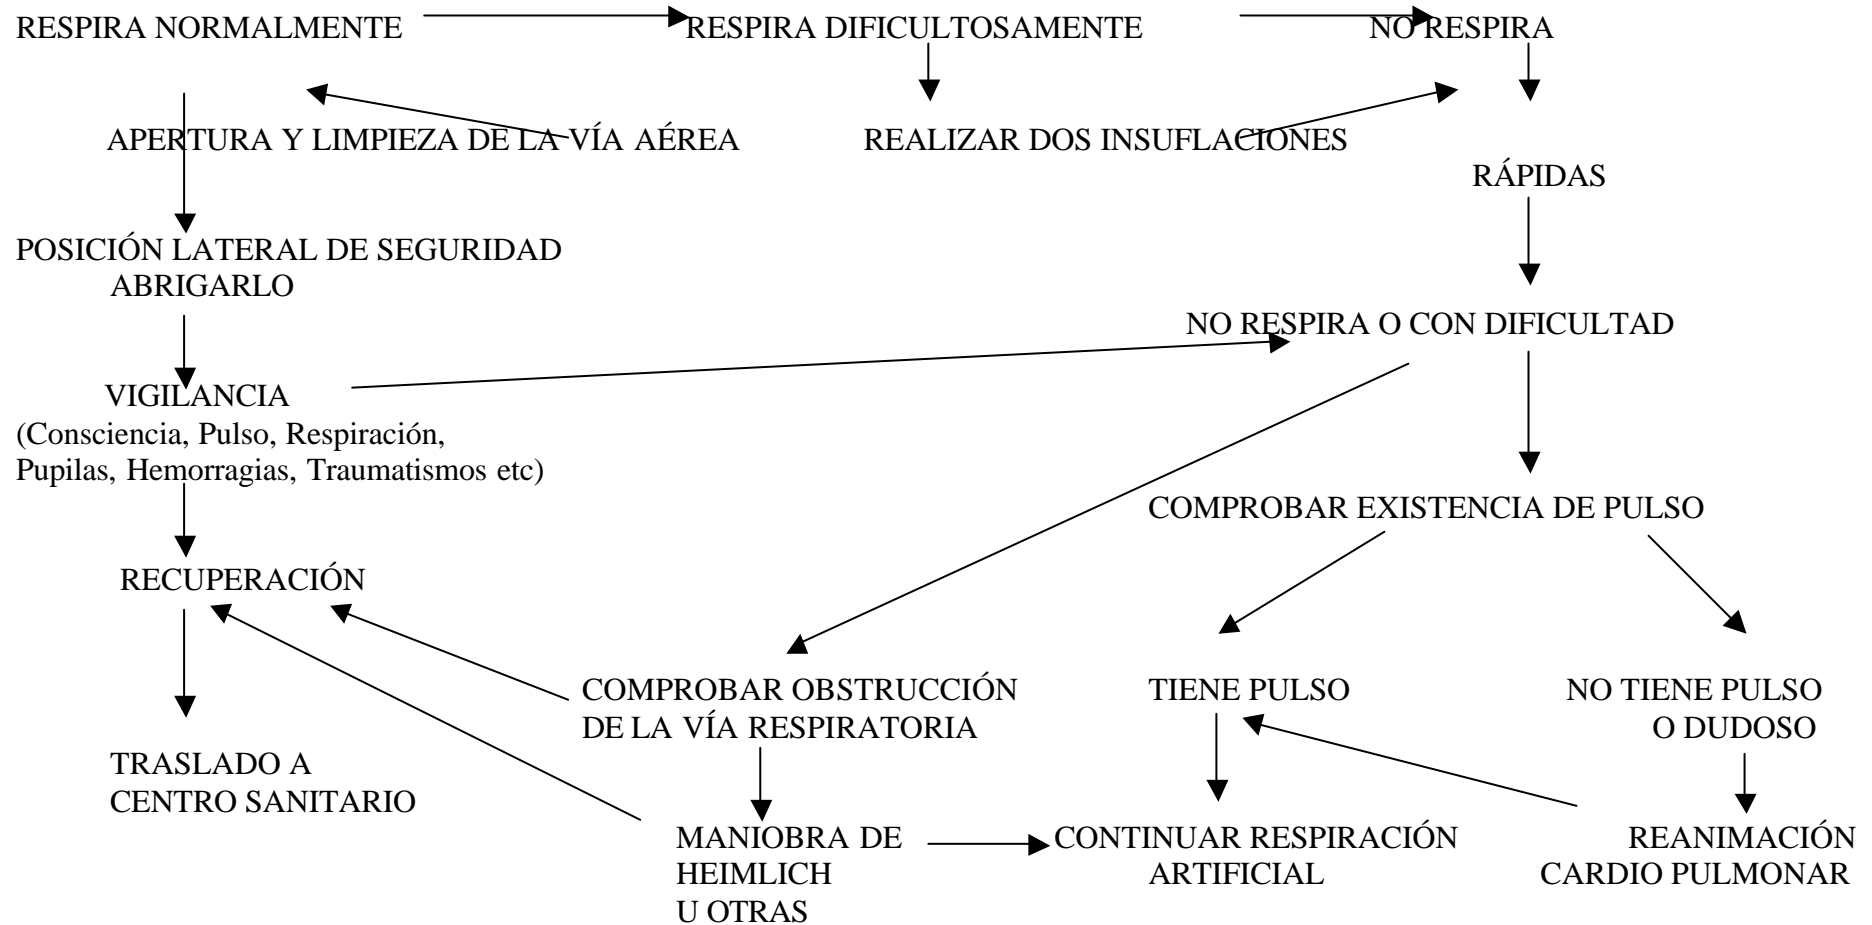 RESPIRA NORMALMENTE RESPIRA DIFICULTOSAMENTE NO RESPIRA
APERTURA Y LIMPIEZA DE LA VÍA AÉREA REALIZAR DOS INSUFLACIONES
RÁPIDAS
POSICIÓN LATERAL DE SEGURIDAD
ABRIGARLO
NO RESPIRA O CON DIFICULTAD
VIGILANCIA
(Consciencia, Pulso, Respiración,
Pupilas, Hemorragias, Traumatismos etc)
COMPROBAR EXISTENCIA DE PULSO
RECUPERACIÓN
COMPROBAR OBSTRUCCIÓN TIENE PULSO NO TIENE PULSO
DE LA VÍA RESPIRATORIA O DUDOSO
TRASLADO A
CENTRO SANITARIO
MANIOBRA DE CONTINUAR RESPIRACIÓN REANIMACIÓN
HEIMLICH ARTIFICIAL CARDIO PULMONAR
U OTRAS